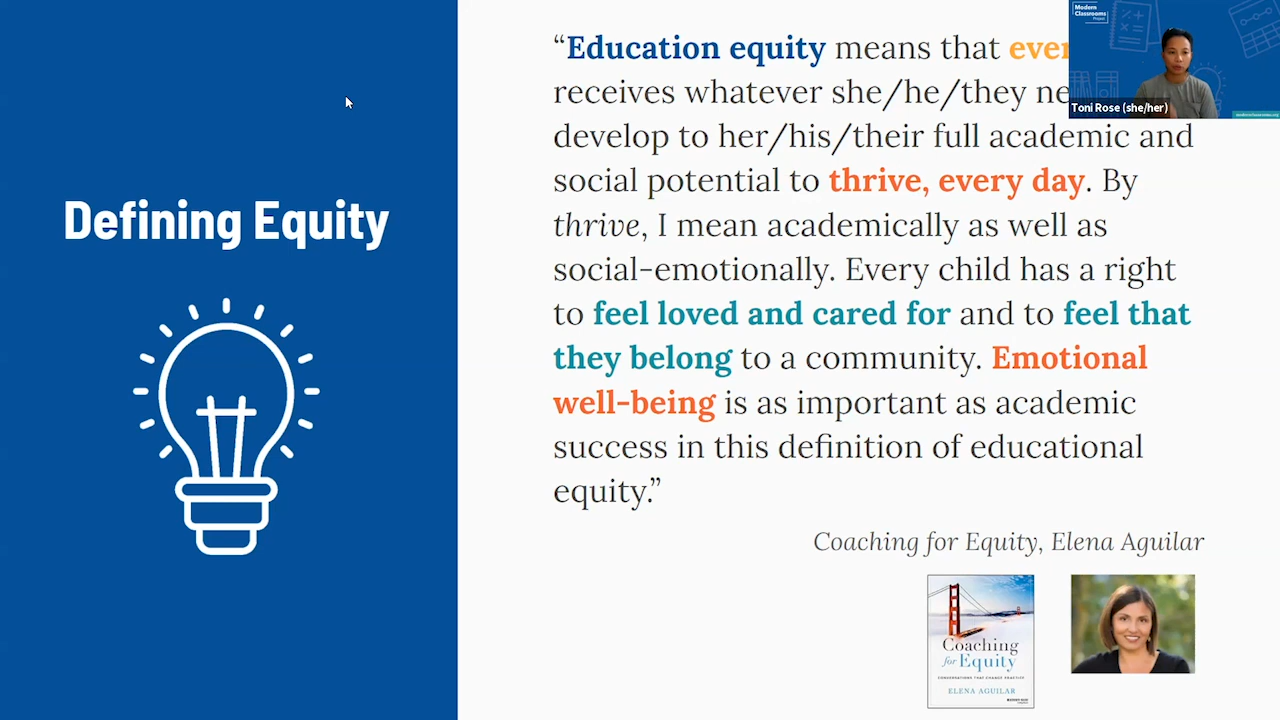 Defining Equity
“Education equity means that
receives whatever she/he/they
develop to her/his/their full academic and
social potential to thrive, every day. By
thrive, I mean academically as well as
social-emotionally. Every child has a right
to feel loved and cared for and to feel that
they belong to a community. Emotional
well-being is as important as academic
success in this definition of educational
equity.”
Coaching for Equity, Elena Aguilar
Coaching
for Equity
CONVERSATIONS THAT CHANGE PRACTICE
ELENA AGUILAR
Modern
Classrooms
Project
Toni Rose (she/her)